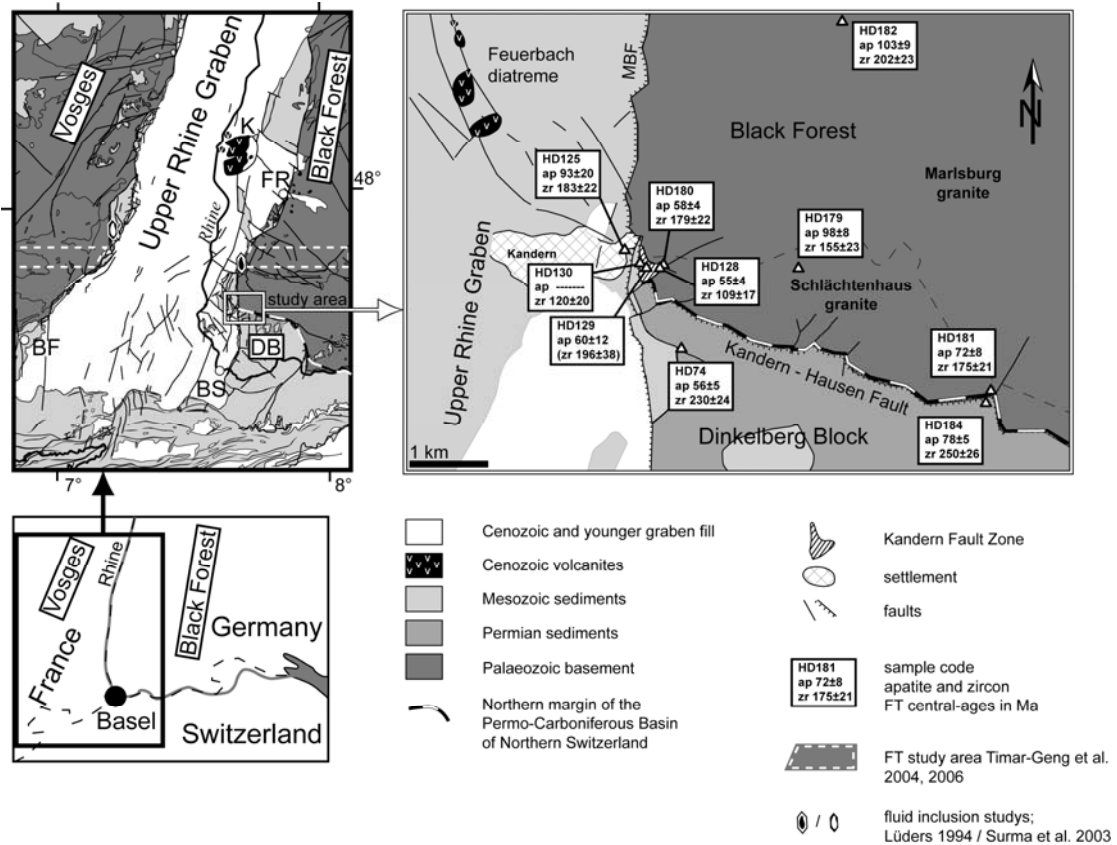 Vosges
Upper Rhine Graben
Rhine
K
FR
Black Forest
48°
study area
BF
DB
BS
7°
8°
Feuerbach
diatreme
MBF
HD182
ap 103±9
zr 202±23
N
Black Forest
Marlsburg
granite
HD125
ap 93±20
zr 183±22
HD180
ap 58±4
zr 179±22
HD179
ap 98±8
zr 155±23
Kandern
HD130
ap -------
zr 120±20
HD128
ap 55±4
zr 109±17
Schlächtenhaus
granite
HD129
ap 60±12
(zr 196±38)
HD181
ap 72±8
zr 175±21
Upper Rhine Graben
HD74
ap 56±5
zr 230±24
Kandern - Hausen Fault
HD184
ap 78±5
zr 250±26
Dinkelberg Block
1 km
Vosges
Rhine
Black Forest
France
Germany
Basel
Switzerland
Cenozoic and younger graben fill
Cenozoic volcanites
Mesozoic sediments
Permian sediments
Palaeozoic basement
Northern margin of the
Permo-Carboniferous Basin
of Northern Switzerland
Kandern Fault Zone
settlement
faults
HD181
ap 72±8
zr 175±21
sample code
apatite and zircon
FT central-ages in Ma
FT study area Timar-Geng et al.
2004, 2006
/
fluid inclusion studys;
Lüders 1994 / Surma et al. 2003